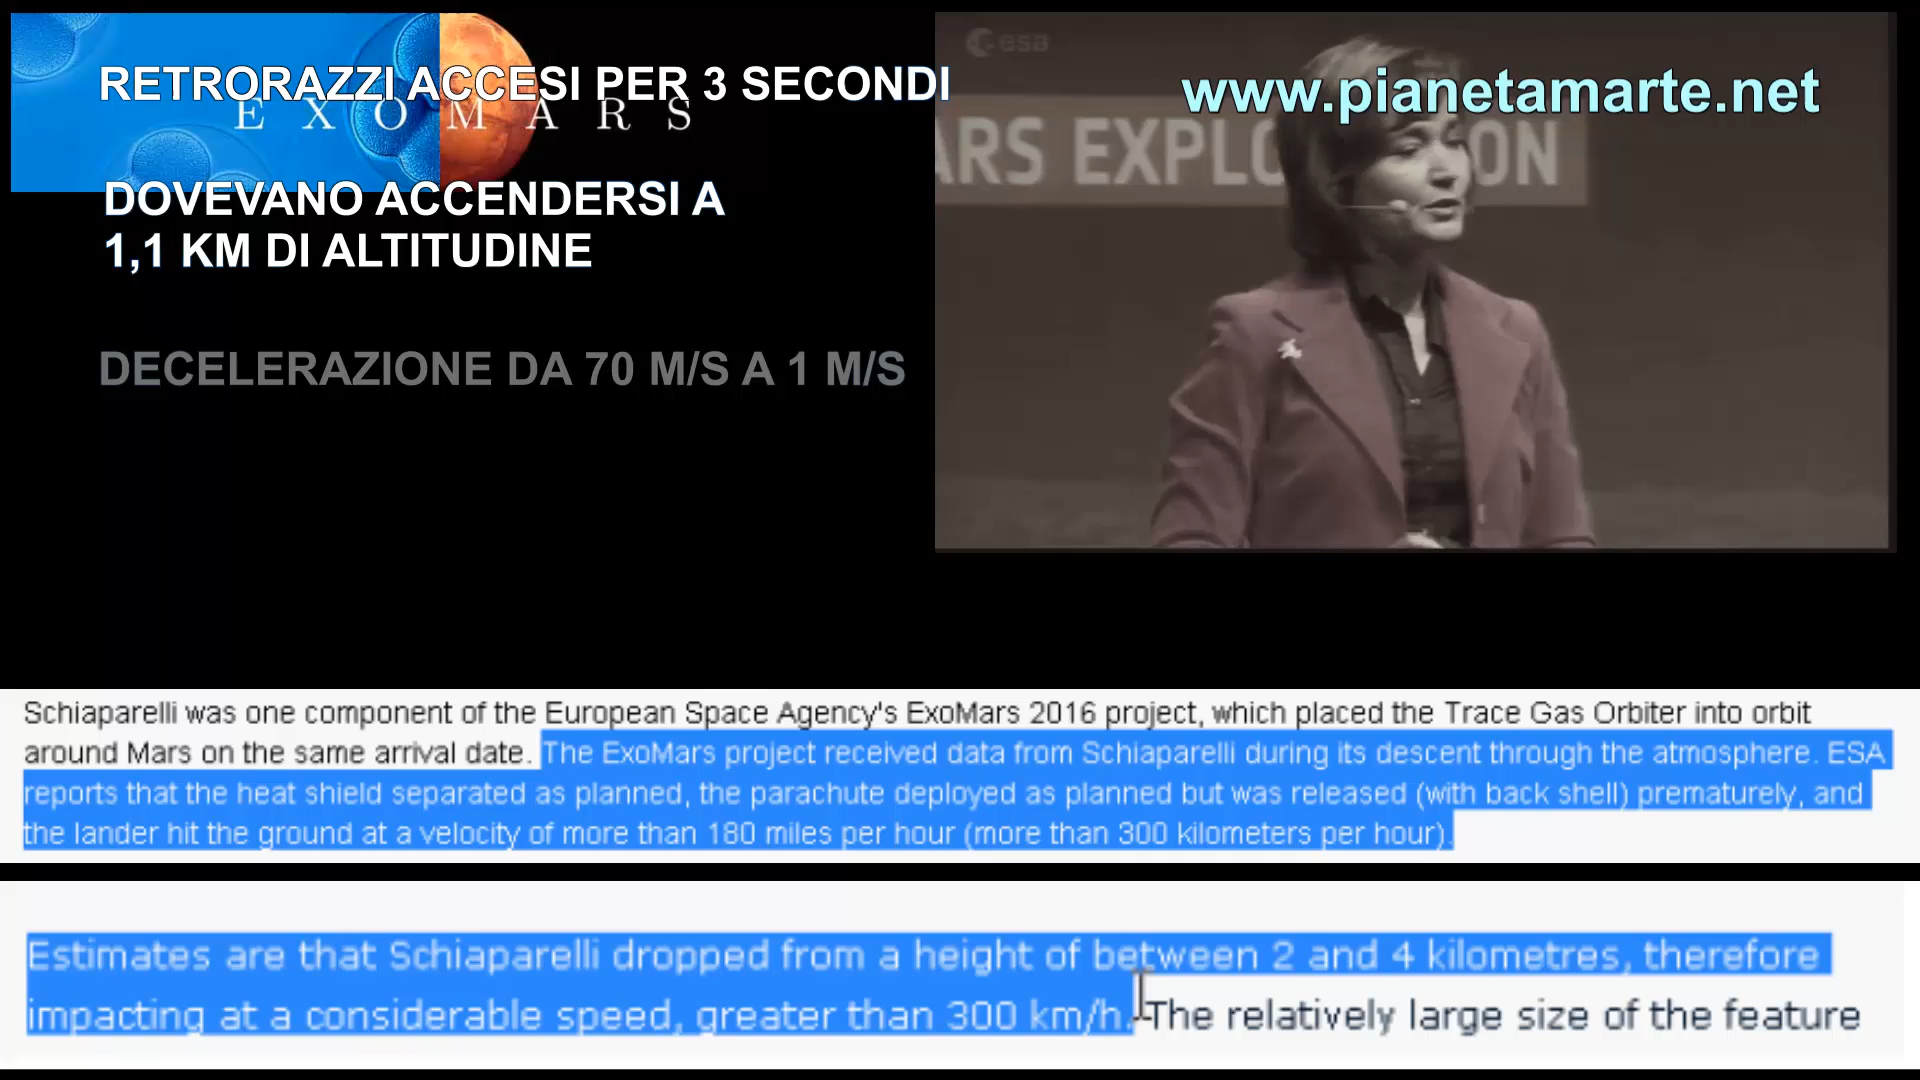 RETRORAZZI ACCESI PER 3 SECONDI
EXOMARS
DOVEVANO ACCENDERSI A
1,1 KM DI ALTITUDINE
DECELERAZIONE DA 70 M/S A 1 M/S
esa
www.pianetamarte.net
ARS EXPLO ON
Schiaparelli was one component of the European Space Agency's ExoMars 2016 project, which placed the Trace Gas Orbiter into orbit
around Mars on the same arrival date. The ExoMars project received data from Schiaparelli during its descent through the atmosphere. ESA
reports that the heat shield separated as planned, the parachute deployed as planned but was released (with back shell) prematurely, and
the lander hit the ground at a velocity of more than 180 miles per hour (more than 300 kilometers per hour).
Estimates are that Schiaparelli dropped from a height of between 2 and 4 kilometres, therefore
impacting at a considerable speed, greater than 300 km/h. The relatively large size of the feature